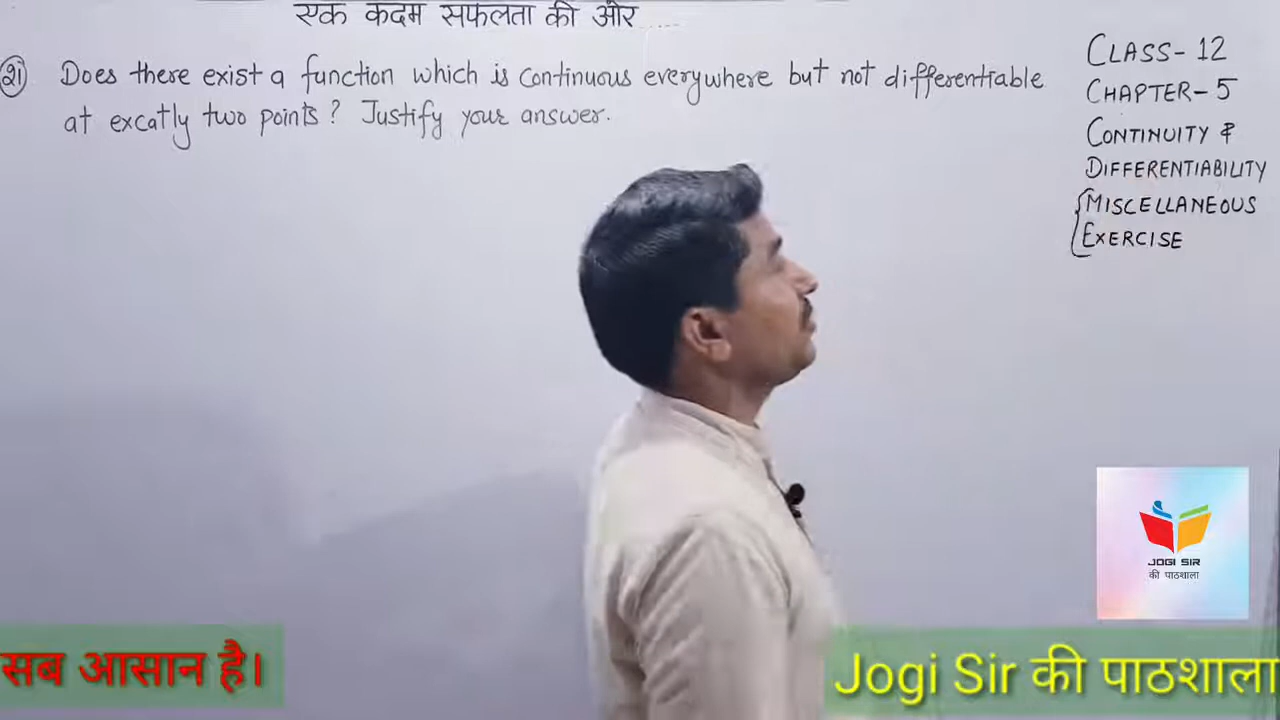 एक कदम सफलता की ओर.....
21 Does there exist a function which is continuous everywhere but not differentiable
at excatly two points? Justify your answer.
CLASS-12
CHAPTER-5
CONTINUITY &
DIFFERENTIABILITY
{MISCELLANEOUS
EXERCISE
JOGI SIR
की पाठशाला
सब आसान है।
Jogi Sir की पाठशाला